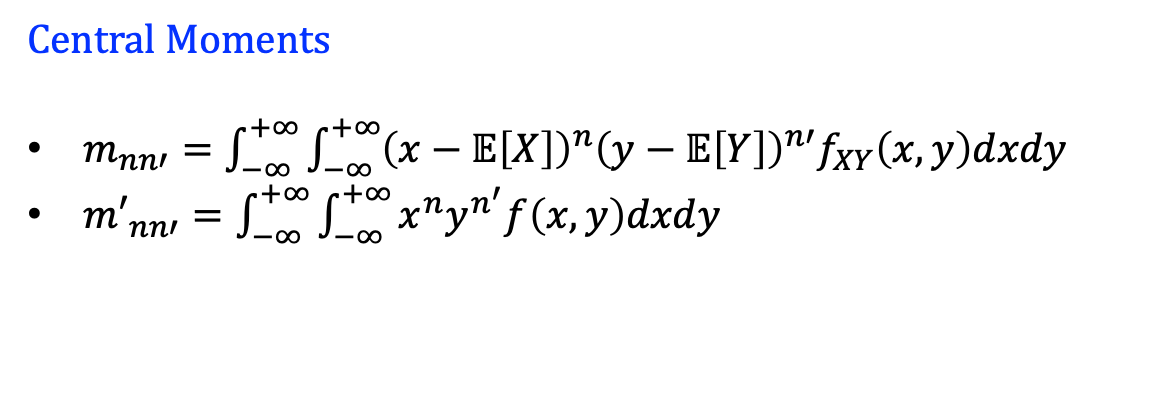 Central Moments
• m_{nn′} = ∫_{−∞}^{+∞} ∫_{−∞}^{+∞} (x − 𝔼[X])^n (y − 𝔼[Y])^{n′} f_{XY}(x, y)dxdy
• m′_{nn′} = ∫_{−∞}^{+∞} ∫_{−∞}^{+∞} x^n y^{n′} f(x, y)dxdy